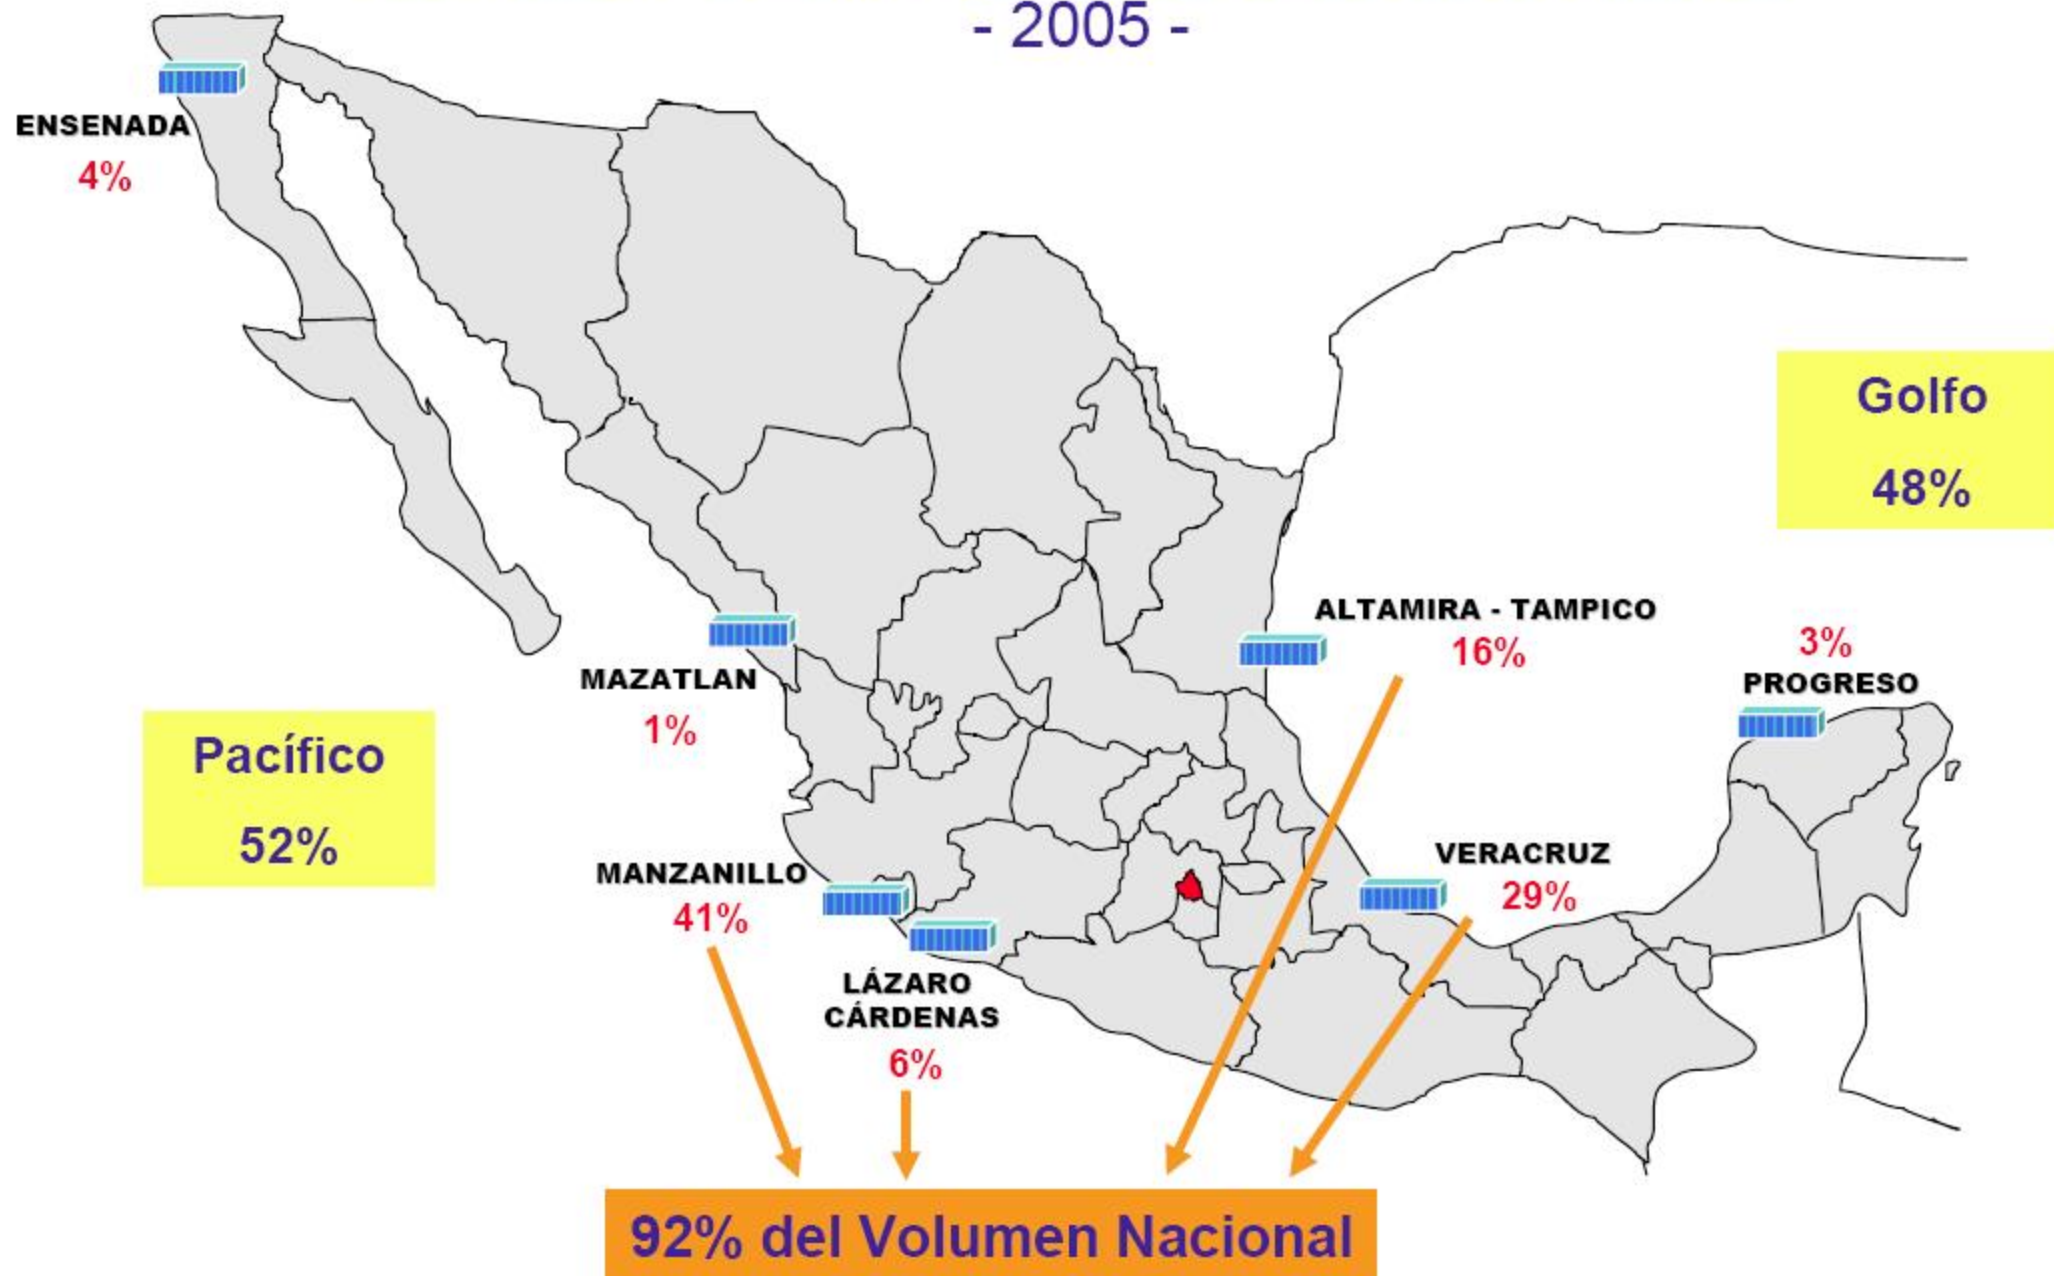 - 2005 -
ENSENADA
4%
Golfo
48%
ALTAMIRA - TAMPICO
16%
3%
PROGRESO
MAZATLAN
1%
Pacífico
52%
MANZANILLO
41%
VERACRUZ
29%
LÁZARO
CÁRDENAS
6%
92% del Volumen Nacional